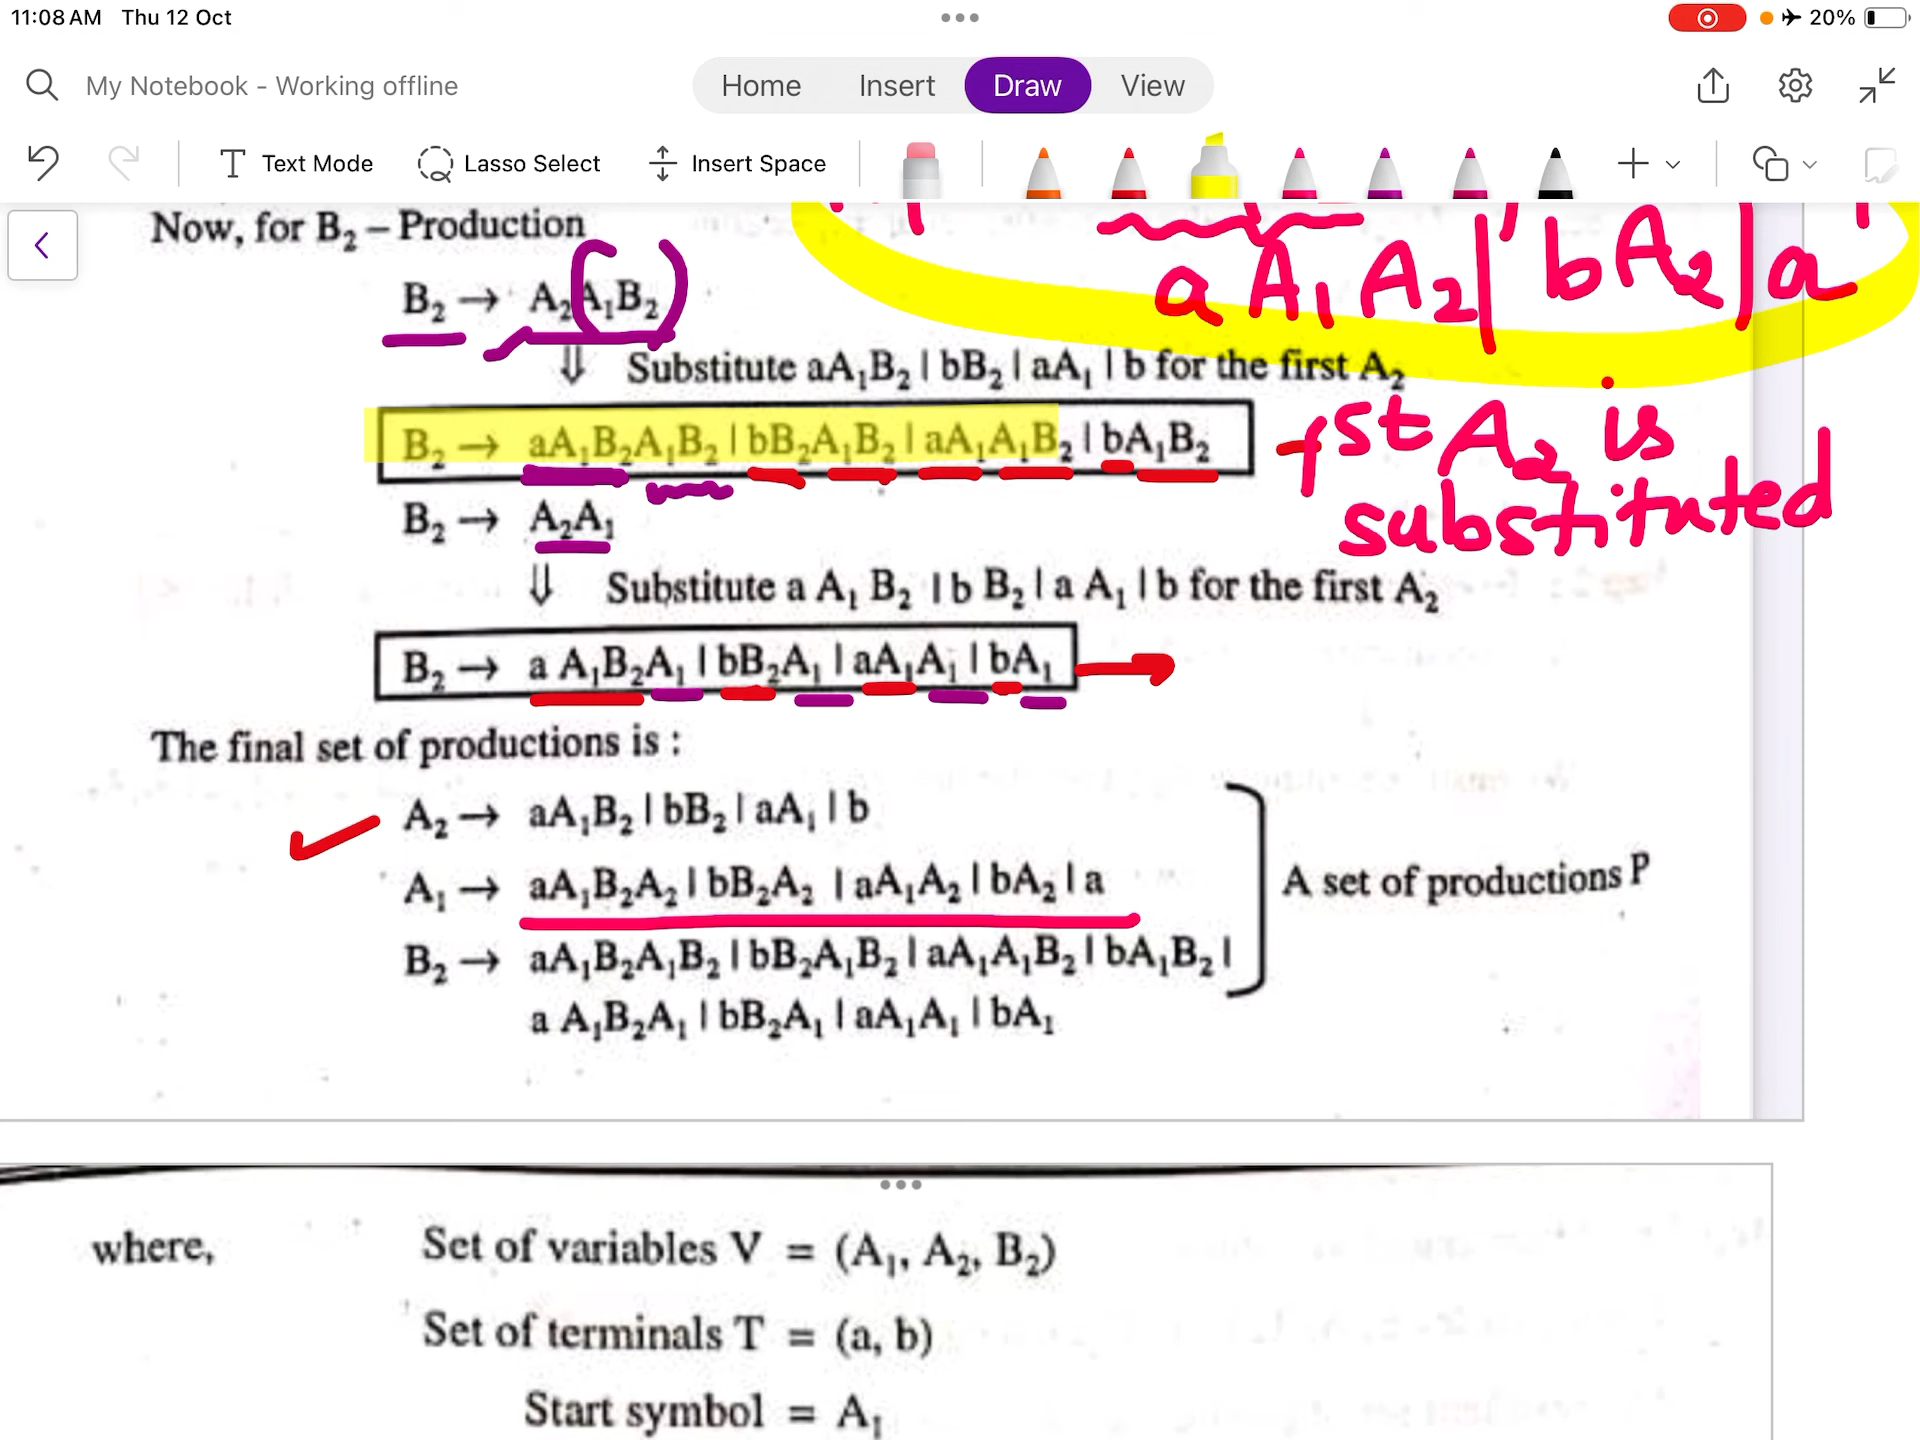 11:08 AM Thu 12 Oct
20%
My Notebook - Working offline
Home Insert Draw View
Text Mode Lasso Select Insert Space
Now, for B₂ – Production
a A₁ A₂ | bA₂ | a
B₂ → A₂A₁B₂
⇓ Substitute aA₁B₂ | bB₂ | aA₁ | b for the first A₂
B₂ → aA₁B₂A₁B₂ | bB₂A₁B₂ | aA₁A₁B₂ | bA₁B₂
1st A₂ is
substituted
B₂ → A₂A₁
⇓ Substitute a A₁ B₂ | b B₂ | a A₁ | b for the first A₂
B₂ → a A₁B₂A₁ | bB₂A₁ | aA₁A₁ | bA₁
The final set of productions is :
A₂ → aA₁B₂ | bB₂ | aA₁ | b
A₁ → aA₁B₂A₂ | bB₂A₂ | aA₁A₂ | bA₂ | a
A set of productions P
B₂ → aA₁B₂A₁B₂ | bB₂A₁B₂ | aA₁A₁B₂ | bA₁B₂ |
a A₁B₂A₁ | bB₂A₁ | aA₁A₁ | bA₁
where, Set of variables V = (A₁, A₂, B₂)
Set of terminals T = (a, b)
Start symbol = A₁